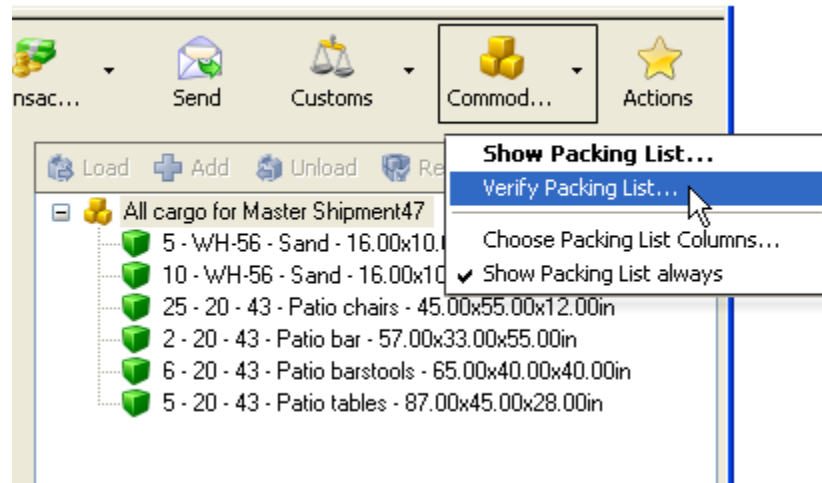 nsac...
Send
Customs
Commod...
Actions
Load
Add
Unload
Re
Show Packing List...
Verify Packing List...
Choose Packing List Columns...
Show Packing List always
All cargo for Master Shipment47
5 - WH-56 - Sand - 16.00x10.
10 - WH-56 - Sand - 16.00x10
25 - 20 - 43 - Patio chairs - 45.00x55.00x12.00in
2 - 20 - 43 - Patio bar - 57.00x33.00x55.00in
6 - 20 - 43 - Patio barstools - 65.00x40.00x40.00in
5 - 20 - 43 - Patio tables - 87.00x45.00x28.00in